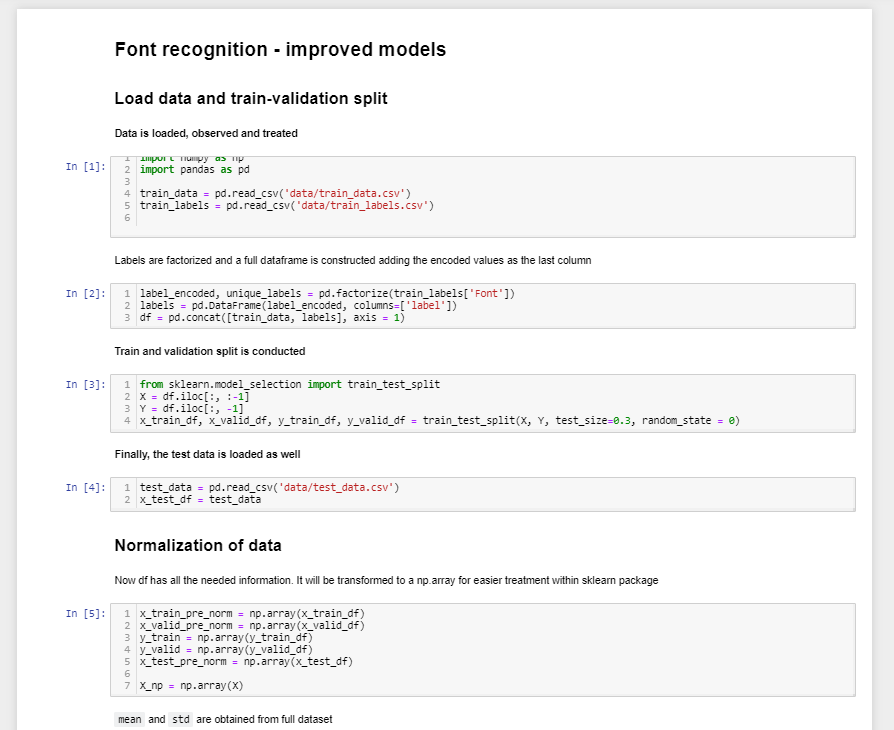 Font recognition - improved models
Load data and train-validation split
Data is loaded, observed and treated
In [1]:
1 import numpy as np
2 import pandas as pd
3
4 train_data = pd.read_csv('data/train_data.csv')
5 train_labels = pd.read_csv('data/train_labels.csv')
6
Labels are factorized and a full dataframe is constructed adding the encoded values as the last column
In [2]:
1 label_encoded, unique_labels = pd.factorize(train_labels['Font'])
2 labels = pd.DataFrame(label_encoded, columns=['label'])
3 df = pd.concat([train_data, labels], axis = 1)
Train and validation split is conducted
In [3]:
1 from sklearn.model_selection import train_test_split
2 X = df.iloc[:, :-1]
3 Y = df.iloc[:, -1]
4 x_train_df, x_valid_df, y_train_df, y_valid_df = train_test_split(X, Y, test_size=0.3, random_state = 0)
Finally, the test data is loaded as well
In [4]:
1 test_data = pd.read_csv('data/test_data.csv')
2 x_test_df = test_data
Normalization of data
Now df has all the needed information. It will be transformed to a np.array for easier treatment within sklearn package
In [5]:
1 x_train_pre_norm = np.array(x_train_df)
2 x_valid_pre_norm = np.array(x_valid_df)
3 y_train = np.array(y_train_df)
4 y_valid = np.array(y_valid_df)
5 x_test_pre_norm = np.array(x_test_df)
6
7 X_np = np.array(X)
mean and std are obtained from full dataset